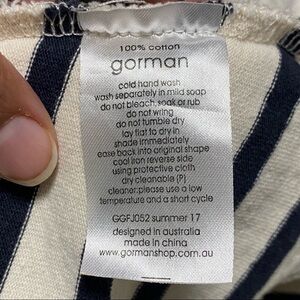 100% cotton
gorman
cold hand wash
wash separately in mild soap
do not bleach, soak or rub
do not wring
do not tumble dry
lay flat to dry in
shade immediately
ease back into original shape
cool iron reverse side
using protective cloth
dry cleanable (P)
cleaner:please use a low
temperature and a short cycle
GGFJ052 summer 17
designed in australia
made in china
www.gormanshop.com.au